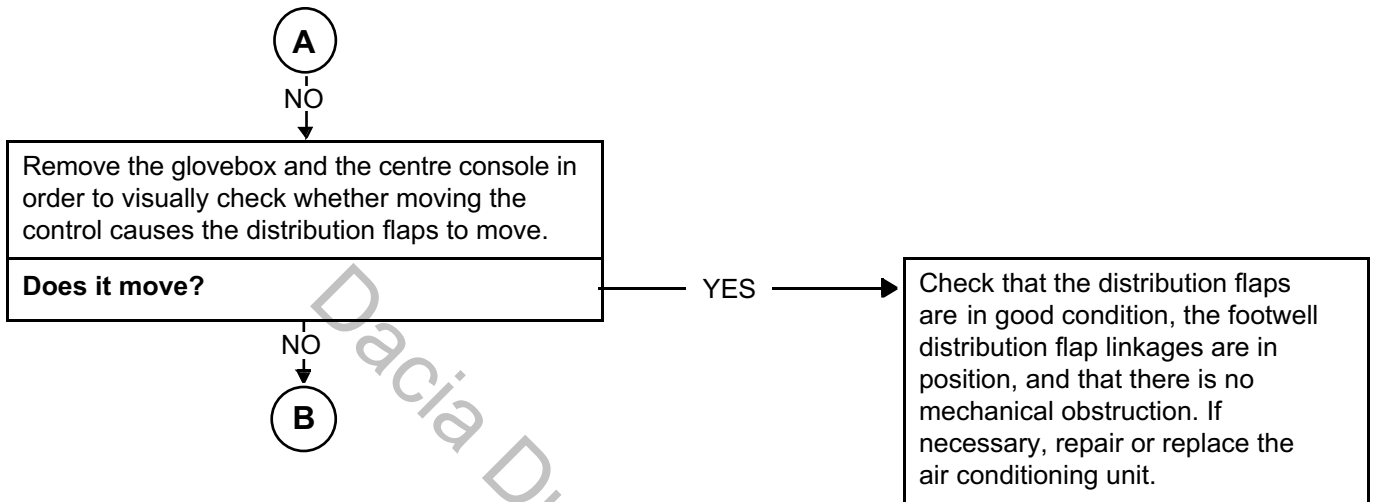 A
NO
Remove the glovebox and the centre console in
order to visually check whether moving the
control causes the distribution flaps to move.
Does it move?
YES
Check that the distribution flaps
are in good condition, the footwell
distribution flap linkages are in
position, and that there is no
mechanical obstruction. If
necessary, repair or replace the
air conditioning unit.
NO
B
Dacia